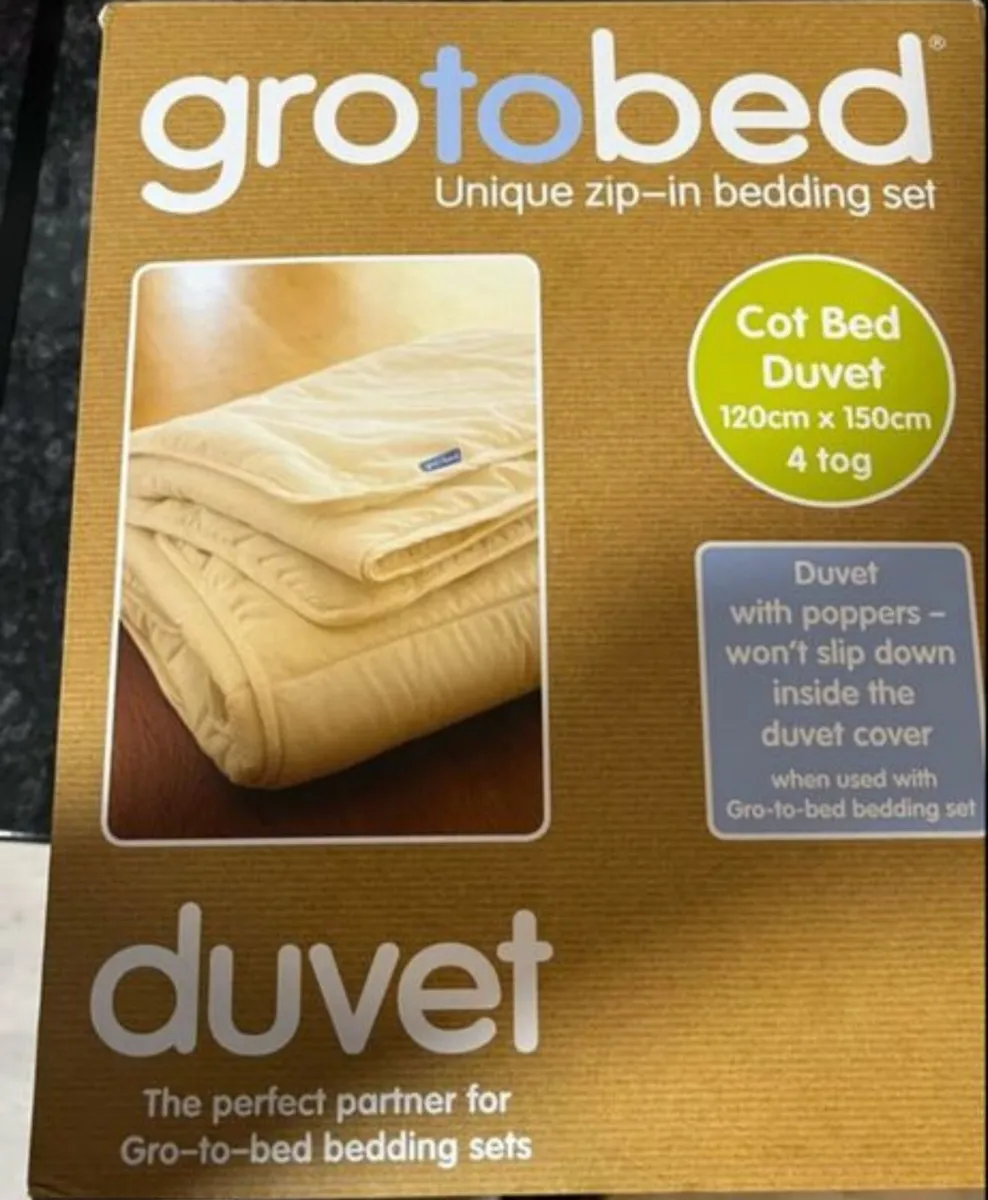 grotobed®
Unique zip-in bedding set
Cot Bed
Duvet
120cm x 150cm
4 tog
Duvet
with poppers –
won't slip down
inside the
duvet cover
when used with
Gro-to-bed bedding set
duvet
The perfect partner for
Gro-to-bed bedding sets